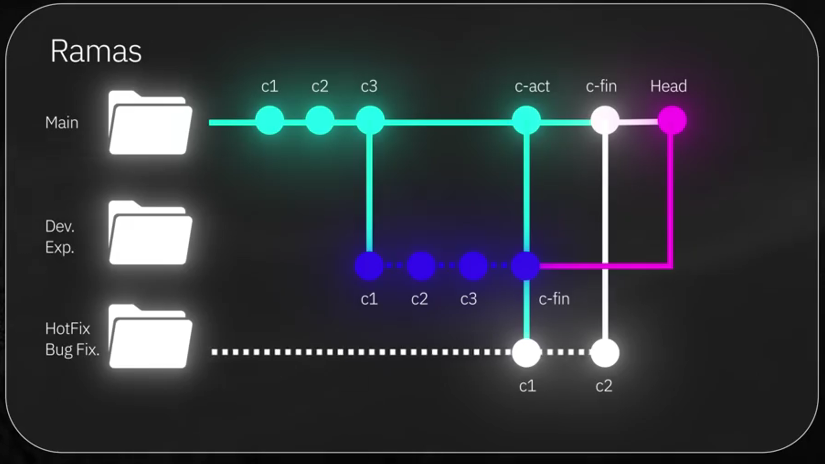 Ramas
c1 c2 c3 c-act c-fin Head
Main
Dev.
Exp.
c1 c2 c3 c-fin
HotFix
Bug Fix.
c1 c2